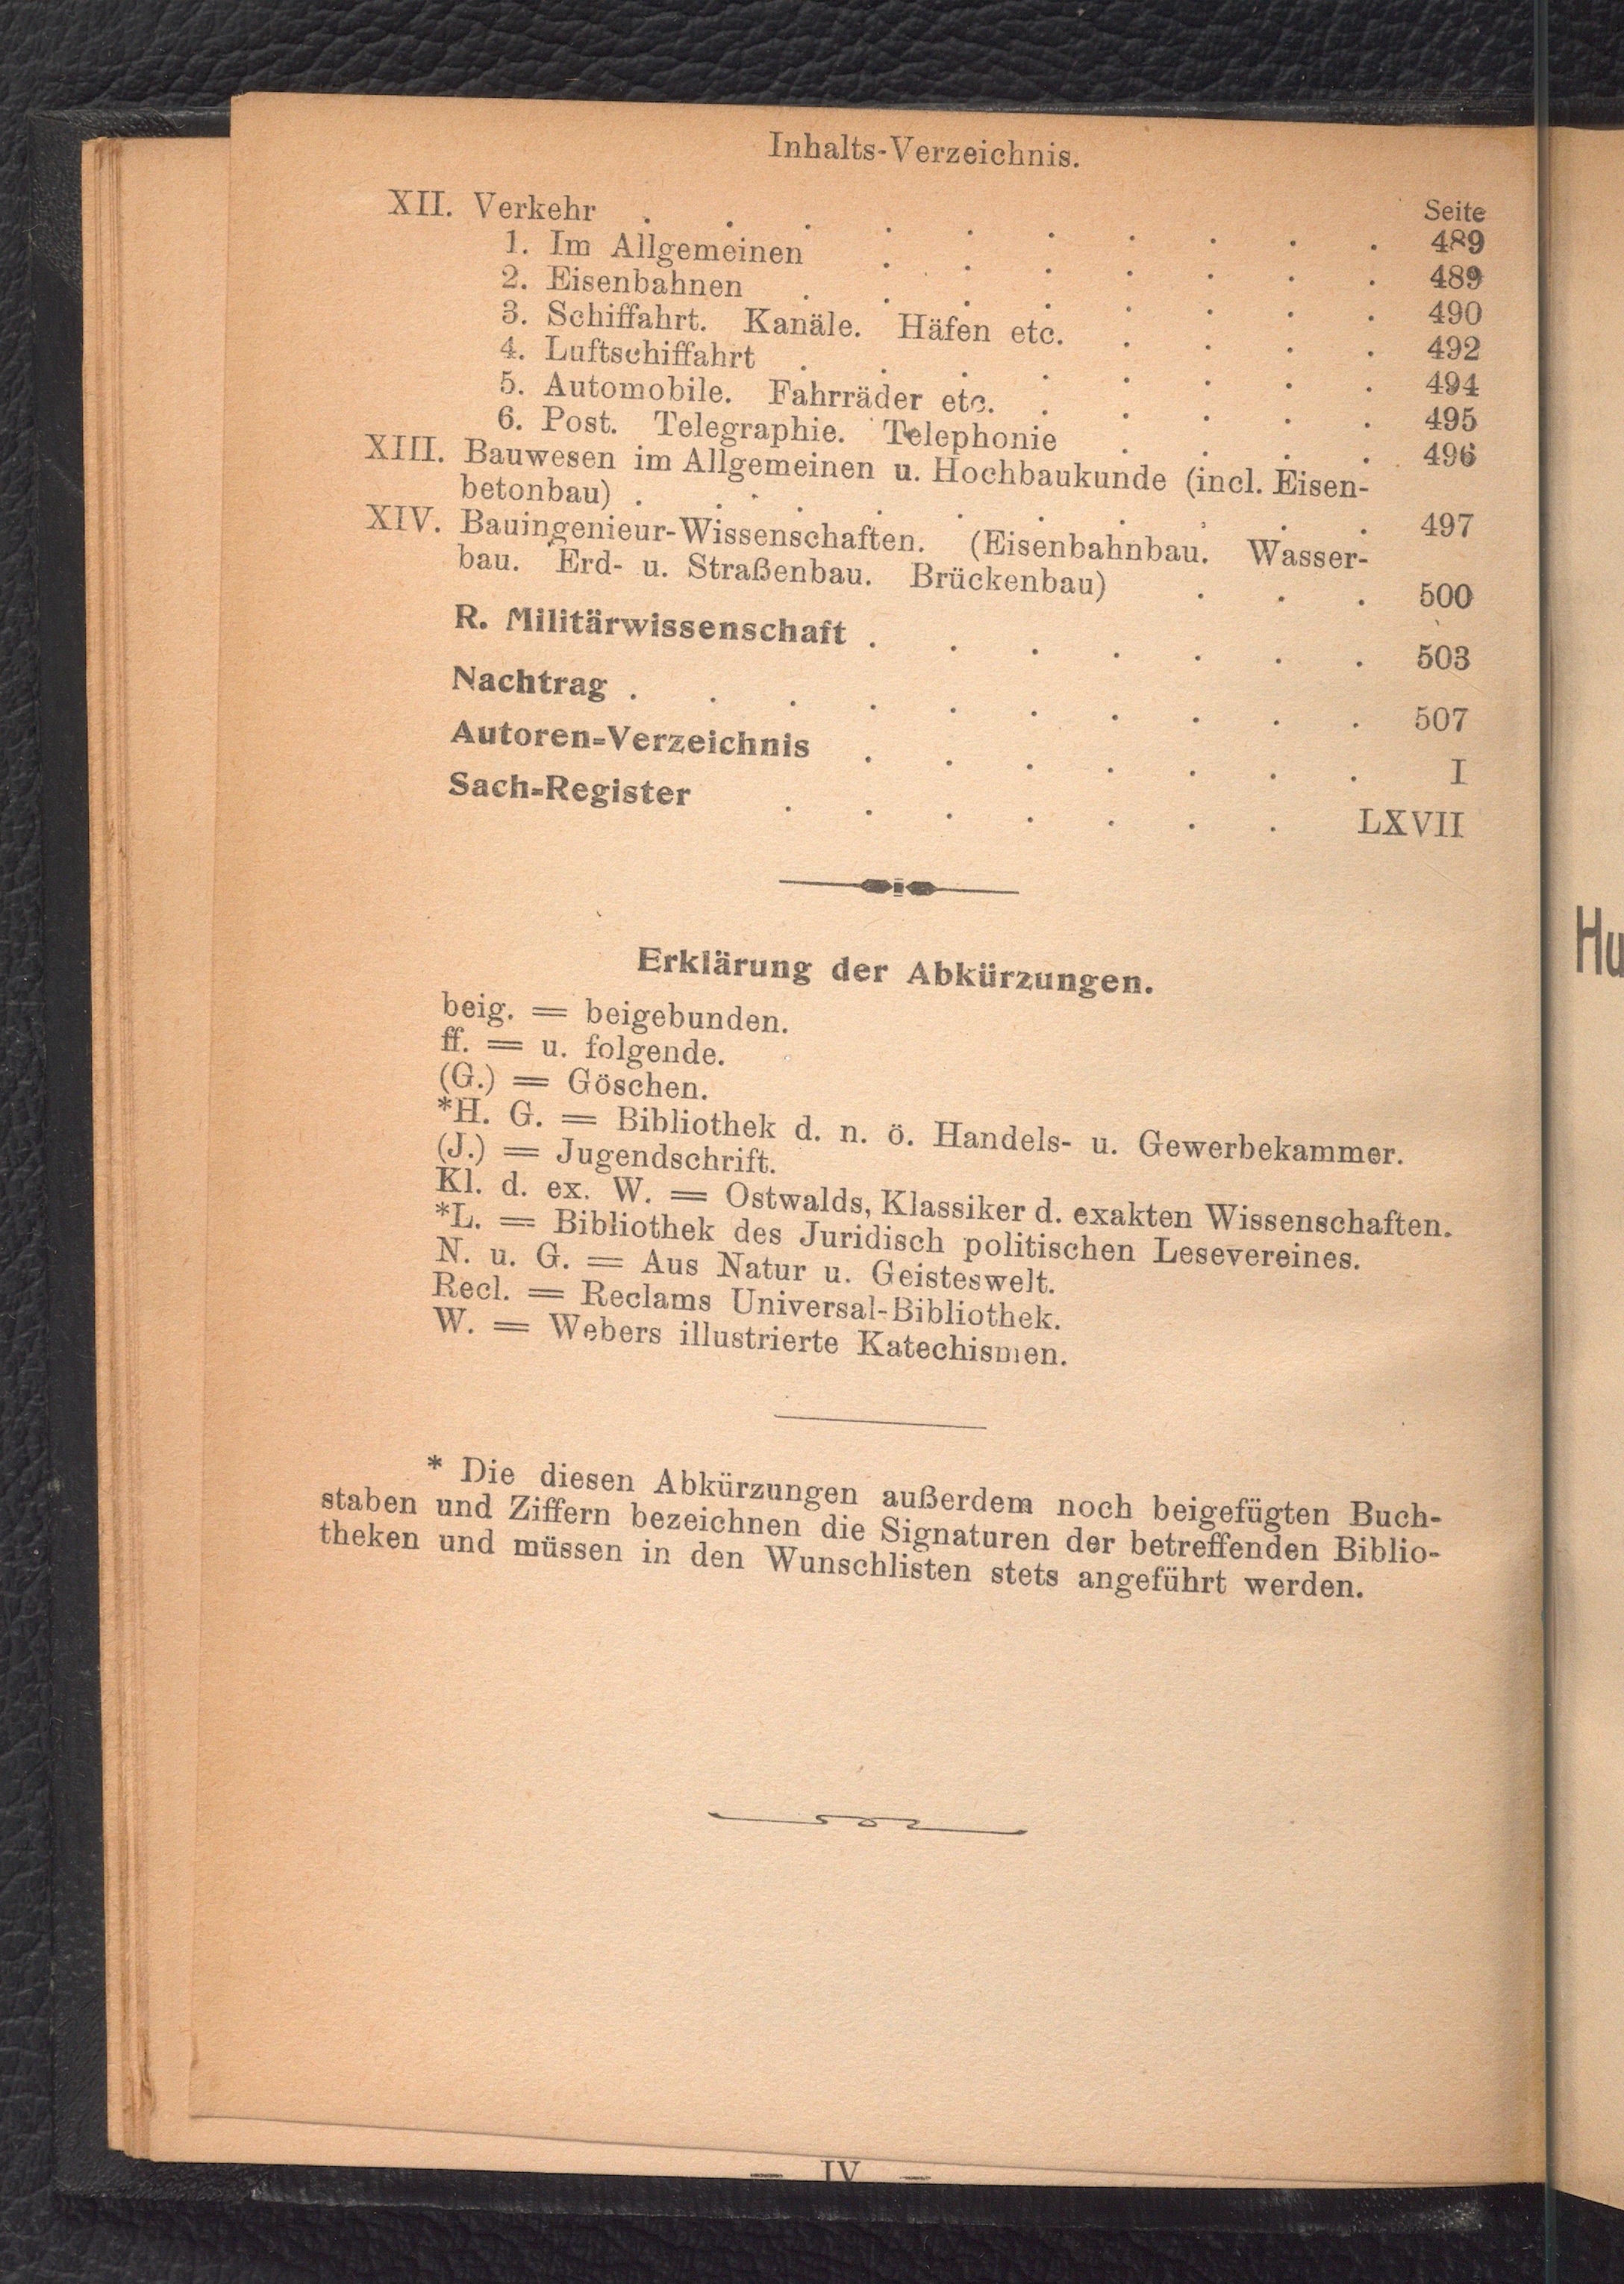 Inhalts-Verzeichnis.
Seite
XII. Verkehr . . . . . . . . . . 489
1. Im Allgemeinen . . . . . . . 489
2. Eisenbahnen . . . . . . . . 490
3. Schiffahrt. Kanäle. Häfen etc. . . . . 492
4. Luftschiffahrt . . . . . . . . 494
5. Automobile. Fahrräder etc. . . . . . 495
6. Post. Telegraphie. Telephonie . . . . 496
XIII. Bauwesen im Allgemeinen u. Hochbaukunde (incl. Eisen-
betonbau) . . . . . . . . . . 497
XIV. Bauingenieur-Wissenschaften. (Eisenbahnbau. Wasser-
bau. Erd- u. Straßenbau. Brückenbau) . . . 500
R. Militärwissenschaft . . . . . . . 503
Nachtrag . . . . . . . . . . 507
Autoren-Verzeichnis . . . . . . . I
Sach-Register . . . . . . . LXVII
Erklärung der Abkürzungen.
beig. = beigebunden.
ff. = u. folgende.
(G.) = Göschen.
*H. G. = Bibliothek d. n. ö. Handels- u. Gewerbekammer.
(J.) = Jugendschrift.
Kl. d. ex. W. = Ostwalds, Klassiker d. exakten Wissenschaften.
*L. = Bibliothek des Juridisch politischen Lesevereines.
N. u. G. = Aus Natur u. Geisteswelt.
Recl. = Reclams Universal-Bibliothek.
W. = Webers illustrierte Katechismen.
* Die diesen Abkürzungen außerdem noch beigefügten Buch-
staben und Ziffern bezeichnen die Signaturen der betreffenden Biblio-
theken und müssen in den Wunschlisten stets angeführt werden.
— IV —
Hu